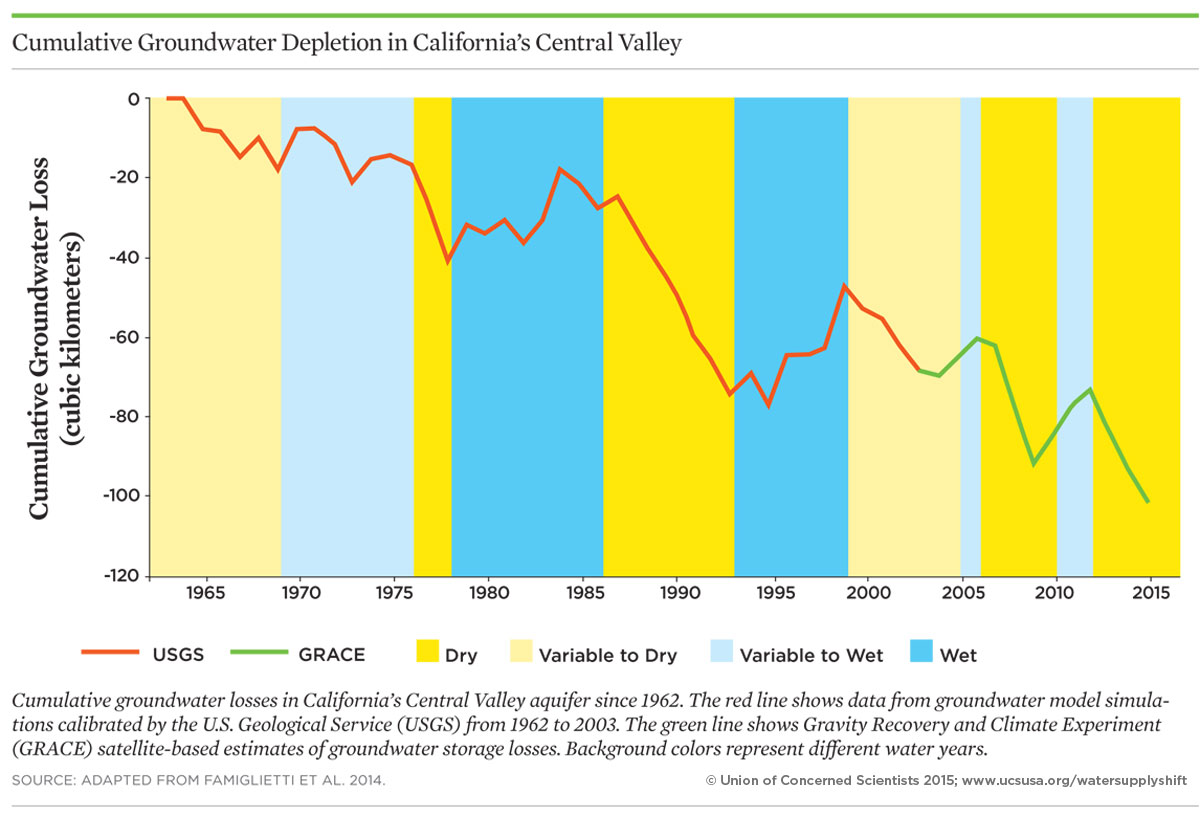 Cumulative Groundwater Depletion in California’s Central Valley
Cumulative Groundwater Loss
(cubic kilometers)
0
-20
-40
-60
-80
-100
-120
1965 1970 1975 1980 1985 1990 1995 2000 2005 2010 2015
USGS GRACE Dry Variable to Dry Variable to Wet Wet
Cumulative groundwater losses in California’s Central Valley aquifer since 1962. The red line shows data from groundwater model simula-
tions calibrated by the U.S. Geological Service (USGS) from 1962 to 2003. The green line shows Gravity Recovery and Climate Experiment
(GRACE) satellite-based estimates of groundwater storage losses. Background colors represent different water years.
SOURCE: ADAPTED FROM FAMIGLIETTI ET AL. 2014. © Union of Concerned Scientists 2015; www.ucsusa.org/watersupplyshift